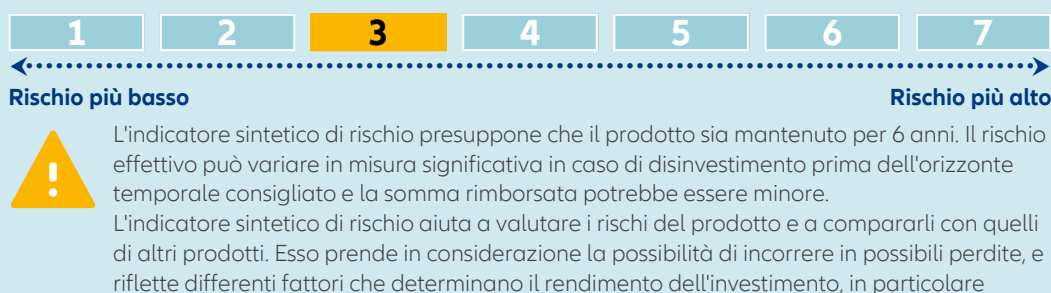 1 2 3 4 5 6 7
Rischio più basso Rischio più alto
L'indicatore sintetico di rischio presuppone che il prodotto sia mantenuto per 6 anni. Il rischio
effettivo può variare in misura significativa in caso di disinvestimento prima dell'orizzonte
temporale consigliato e la somma rimborsata potrebbe essere minore.
L'indicatore sintetico di rischio aiuta a valutare i rischi del prodotto e a compararli con quelli
di altri prodotti. Esso prende in considerazione la possibilità di incorrere in possibili perdite, e
riflette differenti fattori che determinano il rendimento dell'investimento, in particolare